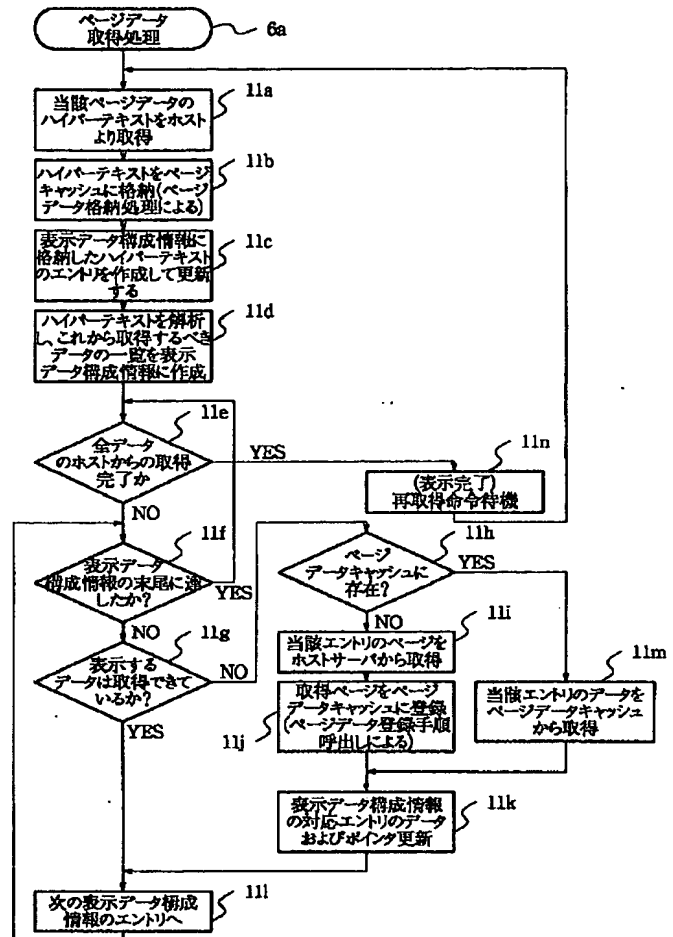 ページデータ
取得処理
6a
当該ページデータの
ハイパーテキストをホスト
より取得
11a
ハイパーテキストをページ
キャッシュに格納(ページ
データ格納処理による)
11b
表示データ構成情報に
格納したハイパーテキスト
のエントリを作成して更新
する
11c
ハイパーテキストを解析
し、これから取得するべき
データの一覧を表示
データ構成情報に作成
11d
全データ
のホストからの取得
完了か
11e
YES
NO
(表示完了)
再取得命令待機
11n
表示データ
構成情報の末尾に達
したか?
11f
YES
NO
ページ
データキャッシュに
存在?
11h
YES
NO
表示する
データは取得できて
いるか?
11g
NO
YES
当該エントリのページを
ホストサーバから取得
11i
取得ページをページ
データキャッシュに登録
(ページデータ登録手順
呼出しによる)
11j
当該エントリのデータを
ページデータキャッシュ
から取得
11m
表示データ構成情報
の対応エントリのデータ
およびポインタ更新
11k
次の表示データ構成
情報のエントリへ
11l